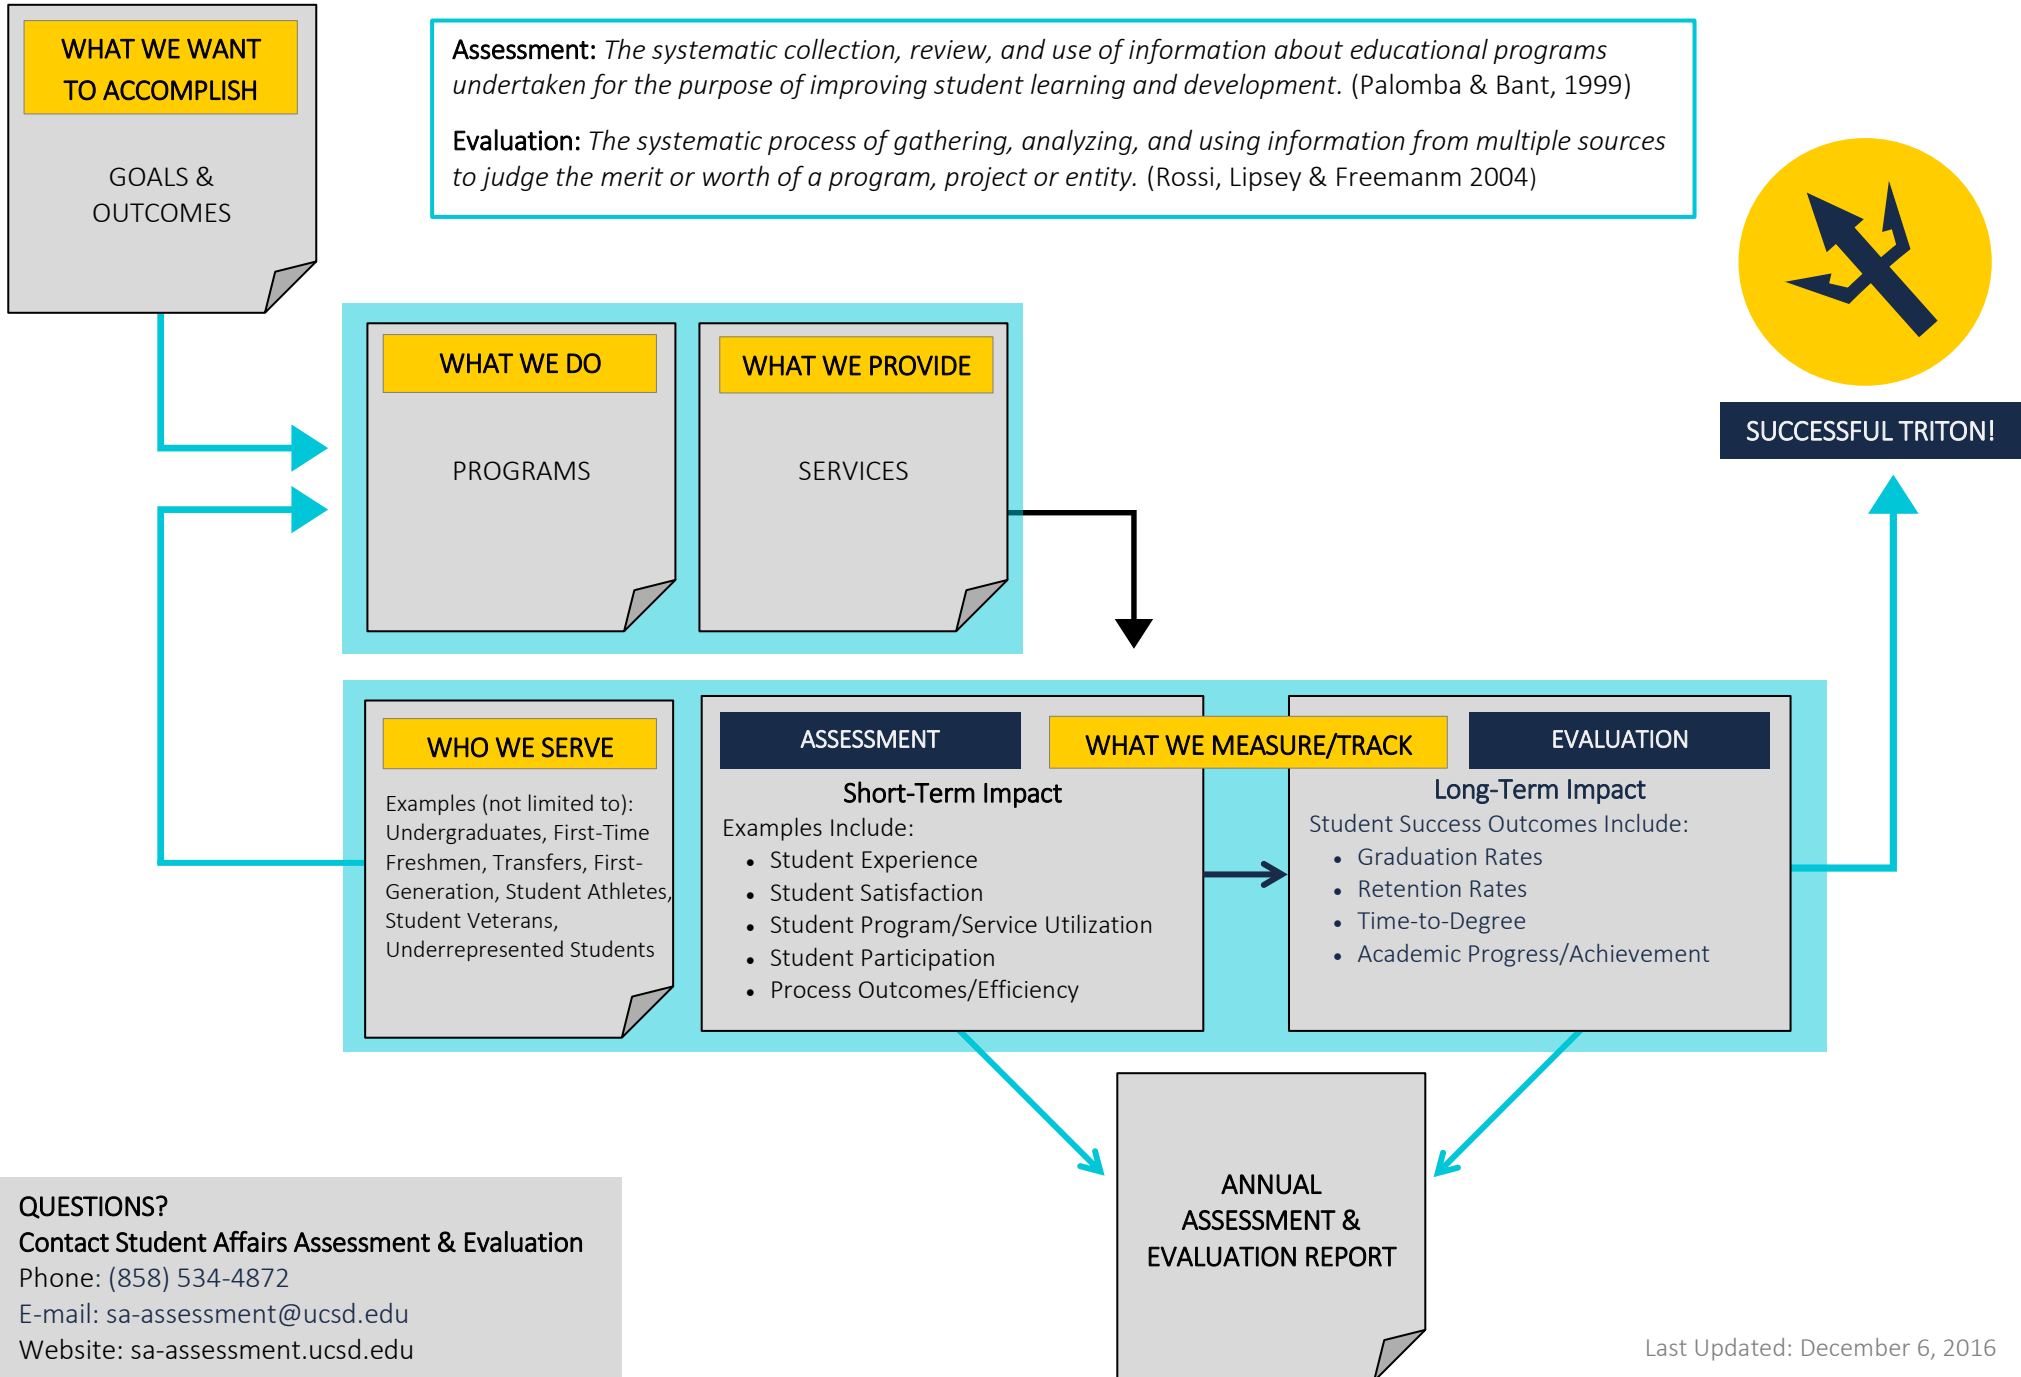 WHAT WE WANT
TO ACCOMPLISH
GOALS &
OUTCOMES
Assessment: The systematic collection, review, and use of information about educational programs
undertaken for the purpose of improving student learning and development. (Palomba & Bant, 1999)
Evaluation: The systematic process of gathering, analyzing, and using information from multiple sources
to judge the merit or worth of a program, project or entity. (Rossi, Lipsey & Freemanm 2004)
SUCCESSFUL TRITON!
WHAT WE DO
PROGRAMS
WHAT WE PROVIDE
SERVICES
WHO WE SERVE
Examples (not limited to):
Undergraduates, First-Time
Freshmen, Transfers, First-
Generation, Student Athletes,
Student Veterans,
Underrepresented Students
WHAT WE MEASURE/TRACK
ASSESSMENT
Short-Term Impact
Examples Include:
• Student Experience
• Student Satisfaction
• Student Program/Service Utilization
• Student Participation
• Process Outcomes/Efficiency
EVALUATION
Long-Term Impact
Student Success Outcomes Include:
• Graduation Rates
• Retention Rates
• Time-to-Degree
• Academic Progress/Achievement
ANNUAL
ASSESSMENT &
EVALUATION REPORT
QUESTIONS?
Contact Student Affairs Assessment & Evaluation
Phone: (858) 534-4872
E-mail: sa-assessment@ucsd.edu
Website: sa-assessment.ucsd.edu
Last Updated: December 6, 2016